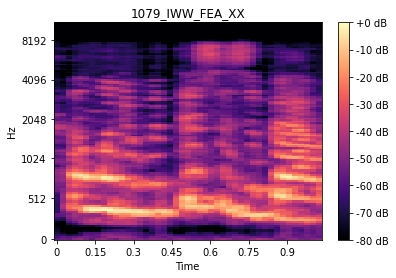 1079_IWW_FEA_XX
8192
4096
2048
1024
512
0
Hz
0
0.15
0.3
0.45
0.6
0.75
0.9
Time
+0 dB
-10 dB
-20 dB
-30 dB
-40 dB
-50 dB
-60 dB
-70 dB
-80 dB